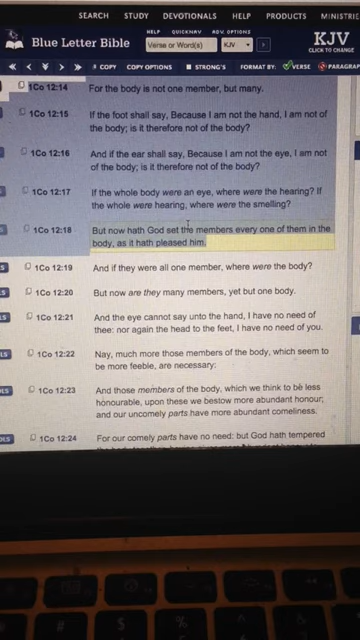 SEARCH STUDY DEVOTIONALS HELP PRODUCTS MINISTRI
HELP QUICKNAV ADV. OPTIONS
Blue Letter Bible Verse or Word(s) KJV KJV
CLICK TO CHANGE
COPY COPY OPTIONS STRONG'S FORMAT BY: VERSE PARAGRAP
1Co 12:14 For the body is not one member, but many.
1Co 12:15 If the foot shall say, Because I am not the hand, I am not of
the body; is it therefore not of the body?
1Co 12:16 And if the ear shall say, Because I am not the eye, I am not
of the body; is it therefore not of the body?
1Co 12:17 If the whole body were an eye, where were the hearing? If
the whole were hearing, where were the smelling?
1Co 12:18 But now hath God set the members every one of them in the
body, as it hath pleased him.
1Co 12:19 And if they were all one member, where were the body?
1Co 12:20 But now are they many members, yet but one body.
1Co 12:21 And the eye cannot say unto the hand, I have no need of
thee: nor again the head to the feet, I have no need of you.
1Co 12:22 Nay, much more those members of the body, which seem to
be more feeble, are necessary:
1Co 12:23 And those members of the body, which we think to be less
honourable, upon these we bestow more abundant honour;
and our uncomely parts have more abundant comeliness.
1Co 12:24 For our comely parts have no need: but God hath tempered
# $ % ^